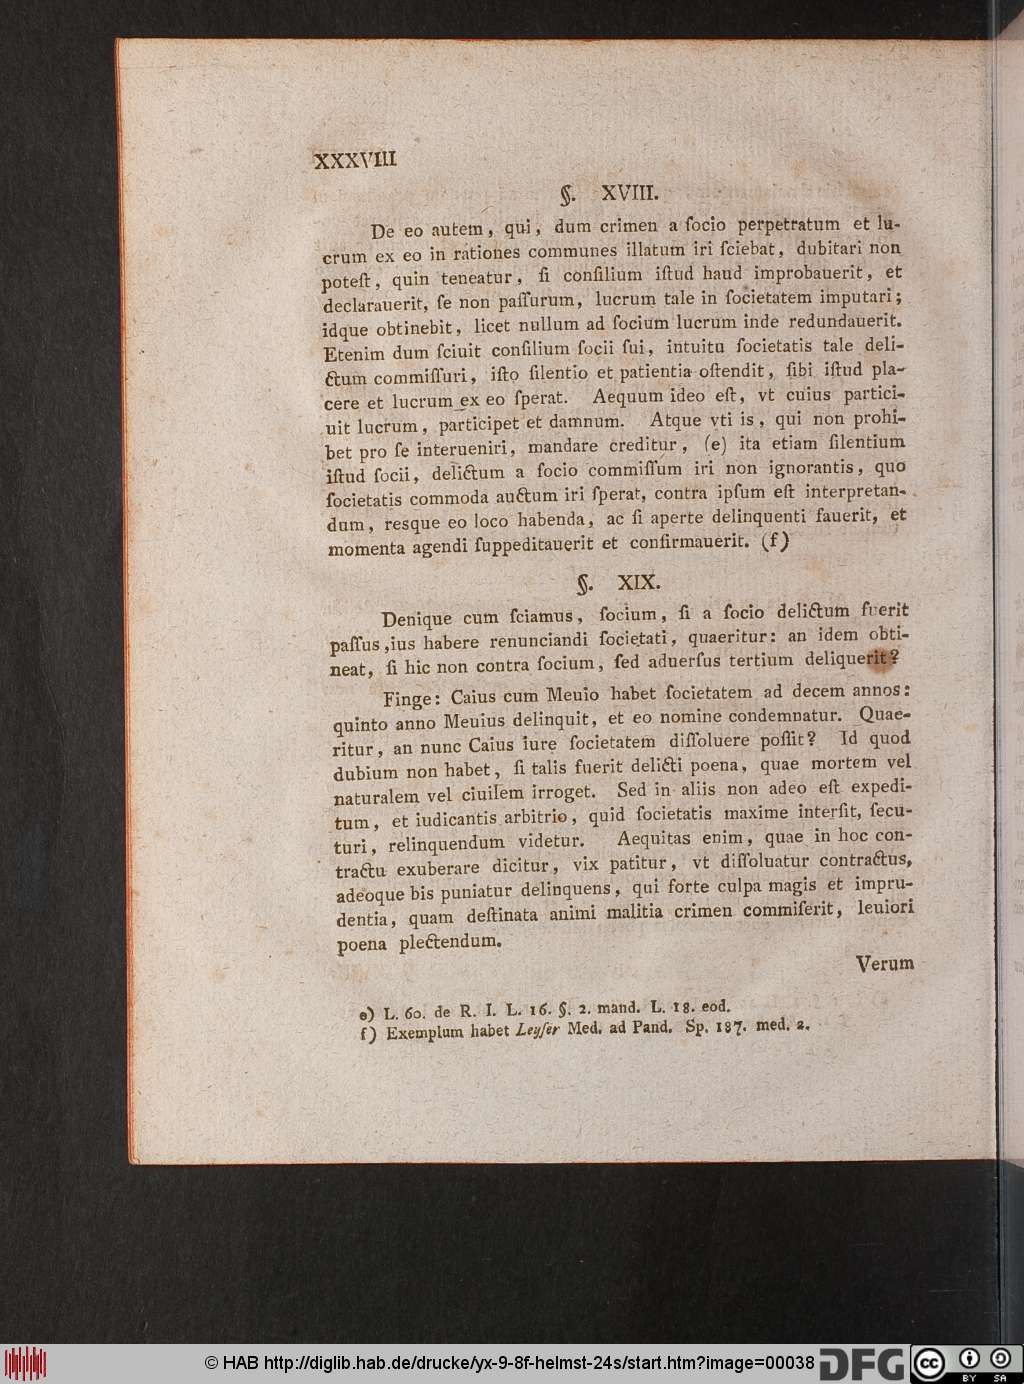 XXXVIII
§. XVIII.
De eo autem, qui, dum crimen a ſocio perpetratum et lu-
crum ex eo in rationes communes illatum iri ſciebat, dubitari non
poteſt, quin teneatur, ſi conſilium iſtud haud improbauerit, et
declarauerit, ſe non paſſurum, lucrum tale in ſocietatem imputari;
idque obtinebit, licet nullum ad ſocium lucrum inde redundauerit.
Etenim dum ſciuit conſilium ſocii ſui, intuitu ſocietatis tale deli-
ctum commiſſuri, iſto ſilentio et patientia oſtendit, ſibi iſtud pla-
cere et lucrum ex eo ſperat. Aequum ideo eſt, vt cuius partici-
uit lucrum, participet et damnum. Atque vti is, qui non prohi-
bet pro ſe interueniri, mandare creditur, (e) ita etiam ſilentium
iſtud ſocii, delictum a ſocio commiſſum iri non ignorantis, quo
ſocietatis commoda auctum iri ſperat, contra ipſum eſt interpretan-
dum, resque eo loco habenda, ac ſi aperte delinquenti fauerit, et
momenta agendi ſuppeditauerit et confirmauerit. (f)
§. XIX.
Denique cum ſciamus, ſocium, ſi a ſocio delictum fuerit
paſſus, ius habere renunciandi ſocietati, quaeritur: an idem obti-
neat, ſi hic non contra ſocium, ſed aduerſus tertium deliquerit?
Finge: Caius cum Meuio habet ſocietatem ad decem annos:
quinto anno Meuius delinquit, et eo nomine condemnatur. Quae-
ritur, an nunc Caius iure ſocietatem diſſoluere poſſit? Id quod
dubium non habet, ſi talis fuerit delicti poena, quae mortem vel
naturalem vel ciuilem irroget. Sed in aliis non adeo eſt expedi-
tum, et iudicantis arbitrio, quid ſocietatis maxime interſit, ſecu-
turi, relinquendum videtur. Aequitas enim, quae in hoc con-
tractu exuberare dicitur, vix patitur, vt diſſoluatur contractus,
adeoque bis puniatur delinquens, qui forte culpa magis et impru-
dentia, quam deſtinata animi malitia crimen commiſerit, leuiori
poena plectendum.
Verum
e) L. 60. de R. I. L. 16. §. 2. mand. L. 18. eod.
f) Exemplum habet Leyſer Med. ad Pand. Sp. 187. med. 2.
© HAB http://diglib.hab.de/drucke/yx-9-8f-helmst-24s/start.htm?image=00038
DFG
cc BY SA